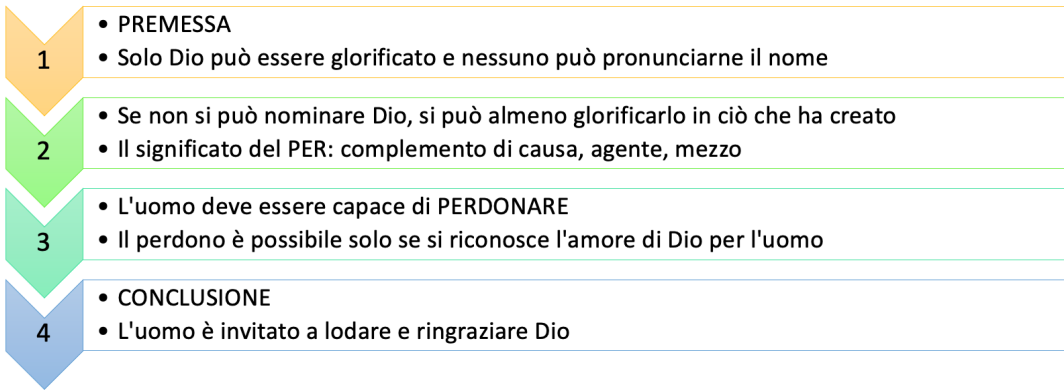 1
• PREMESSA
• Solo Dio può essere glorificato e nessuno può pronunciarne il nome
2
• Se non si può nominare Dio, si può almeno glorificarlo in ciò che ha creato
• Il significato del PER: complemento di causa, agente, mezzo
3
• L'uomo deve essere capace di PERDONARE
• Il perdono è possibile solo se si riconosce l'amore di Dio per l'uomo
4
• CONCLUSIONE
• L'uomo è invitato a lodare e ringraziare Dio